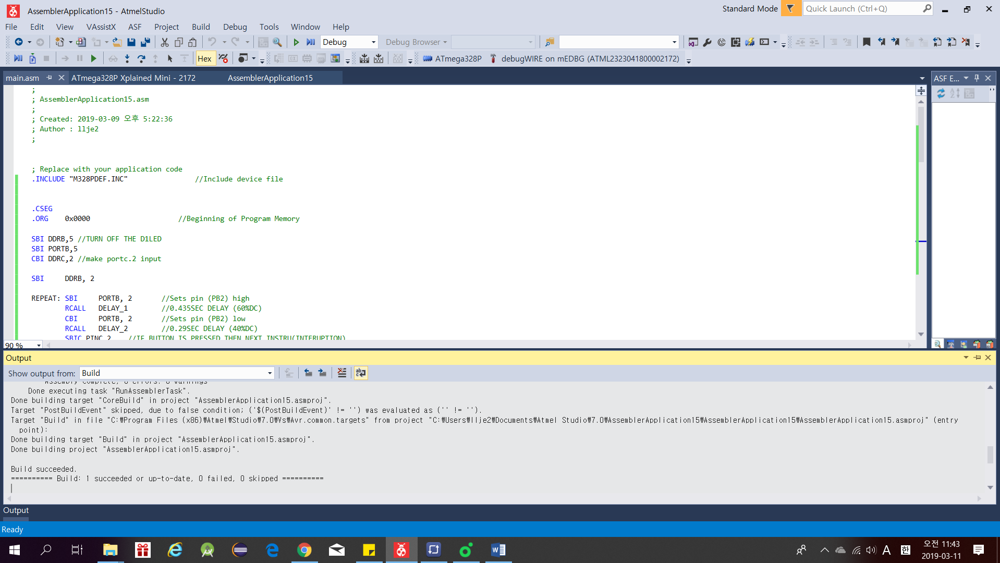 AssemblerApplication15 - AtmelStudio
Standard Mode
Quick Launch (Ctrl+Q)
File Edit View VAssistX ASF Project Build Debug Tools Window Help
Debug
Debug Browser
Hex
ATmega328P
debugWIRE on mEDBG (ATML2323041800002172)
main.asm
ATmega328P Xplained Mini - 2172
AssemblerApplication15
ASF E...
;
; AssemblerApplication15.asm
;
; Created: 2019-03-09 오후 5:22:36
; Author : llje2
;
; Replace with your application code
.INCLUDE "M328PDEF.INC" //Include device file
.CSEG
.ORG 0x0000 //Beginning of Program Memory
SBI DDRB,5 //TURN OFF THE D1LED
SBI PORTB,5
CBI DDRC,2 //make portc.2 input
SBI DDRB, 2
REPEAT: SBI PORTB, 2 //Sets pin (PB2) high
RCALL DELAY_1 //0.435SEC DELAY (60%DC)
CBI PORTB, 2 //Sets pin (PB2) low
RCALL DELAY_2 //0.29SEC DELAY (40%DC)
SBIC PINC,2 //IF BUTTON IS PRESSED THEN NEXT INSTRU(INTERUPTION)
90 %
Output
Show output from: Build
Assembly complete, 0 errors. 0 warnings
Done executing task "RunAssemblerTask".
Done building target "CoreBuild" in project "AssemblerApplication15.asmproj".
Target "PostBuildEvent" skipped, due to false condition; ('$(PostBuildEvent)' != '') was evaluated as ('' != '').
Target "Build" in file "C:₩Program Files (x86)₩Atmel₩Studio₩7.0₩Vs₩Avr.common.targets" from project "C:₩Users₩llje2₩Documents₩Atmel Studio₩7.0₩AssemblerApplication15₩AssemblerApplication15₩AssemblerApplication15.asmproj" (entry
point):
Done building target "Build" in project "AssemblerApplication15.asmproj".
Done building project "AssemblerApplication15.asmproj".
Build succeeded.
========== Build: 1 succeeded or up-to-date, 0 failed, 0 skipped ==========
Output
Ready
A 한
오전 11:43
2019-03-11